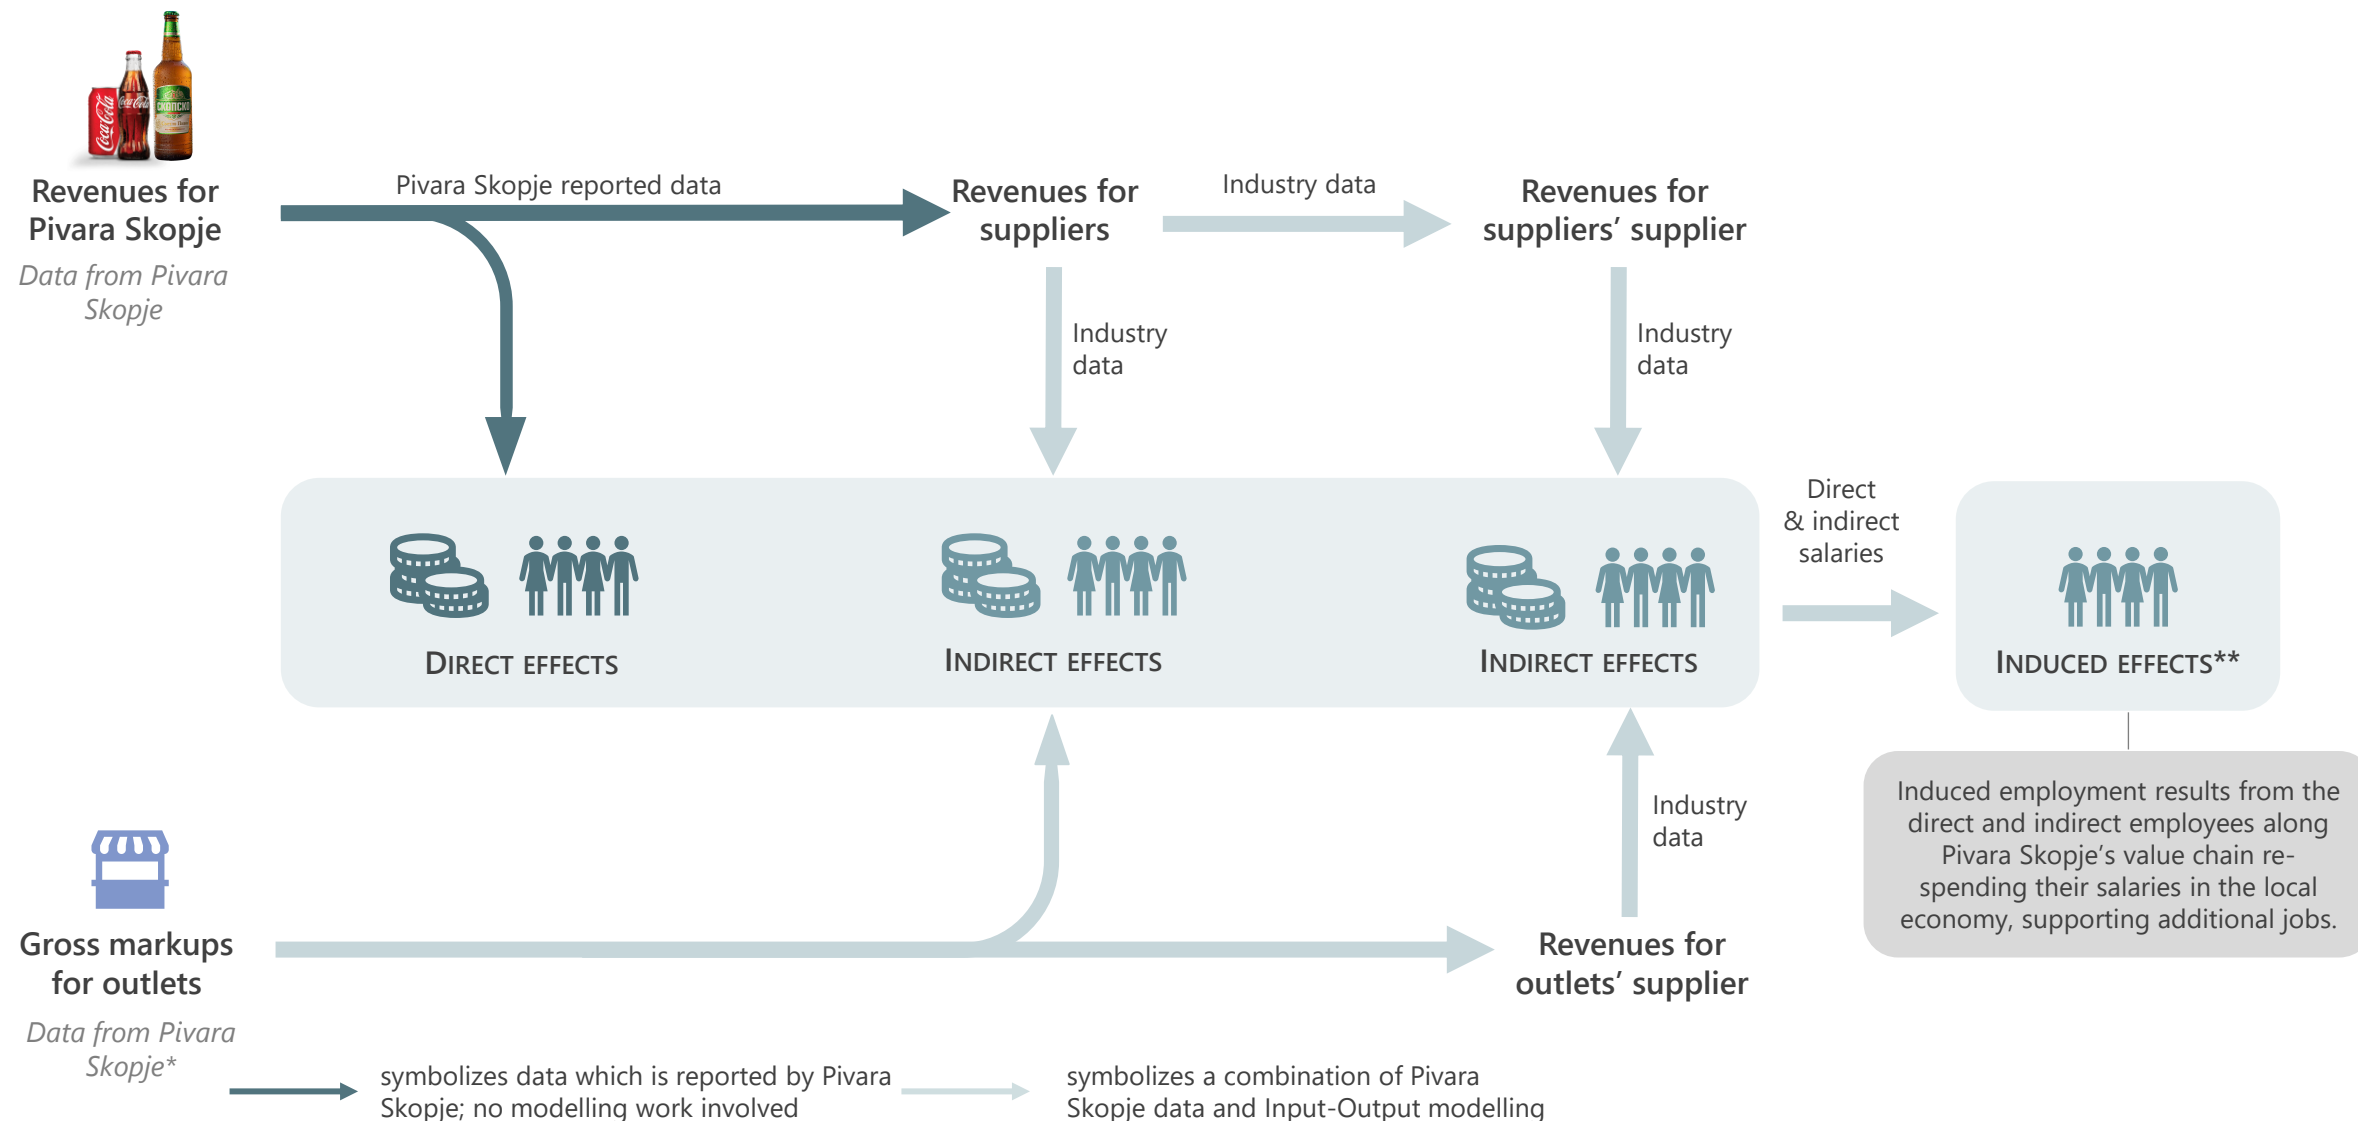 Coca-Cola
Coca-Cola
СКОПСКО
Revenues for
Pivara Skopje
Data from Pivara
Skopje
Pivara Skopje reported data
Revenues for
suppliers
Industry data
Revenues for
suppliers’ supplier
Industry
data
Industry
data
DIRECT EFFECTS
INDIRECT EFFECTS
INDIRECT EFFECTS
Direct
& indirect
salaries
INDUCED EFFECTS**
Induced employment results from the
direct and indirect employees along
Pivara Skopje’s value chain re-
spending their salaries in the local
economy, supporting additional jobs.
Industry
data
Gross markups
for outlets
Data from Pivara
Skopje*
Revenues for
outlets’ supplier
symbolizes data which is reported by Pivara
Skopje; no modelling work involved
symbolizes a combination of Pivara
Skopje data and Input-Output modelling